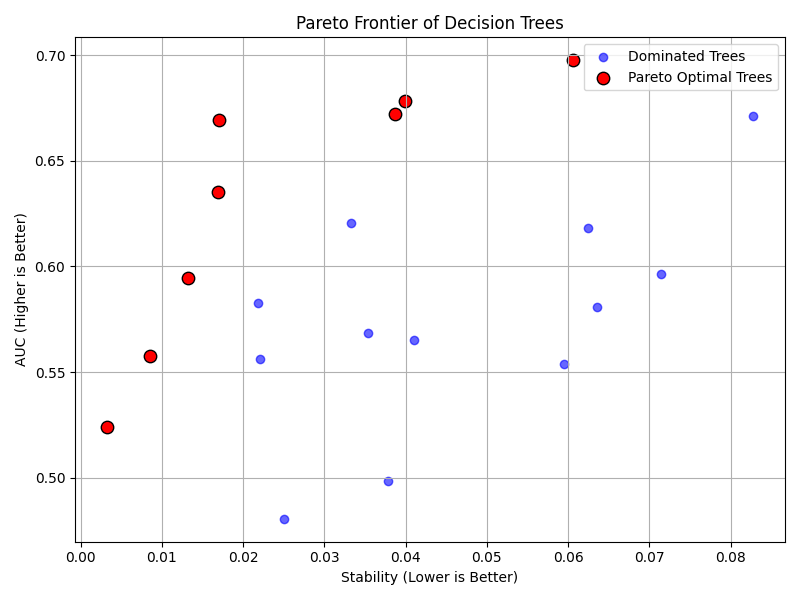 Pareto Frontier of Decision Trees
Dominated Trees
Pareto Optimal Trees
AUC (Higher is Better)
0.70
0.65
0.60
0.55
0.50
0.00 0.01 0.02 0.03 0.04 0.05 0.06 0.07 0.08
Stability (Lower is Better)